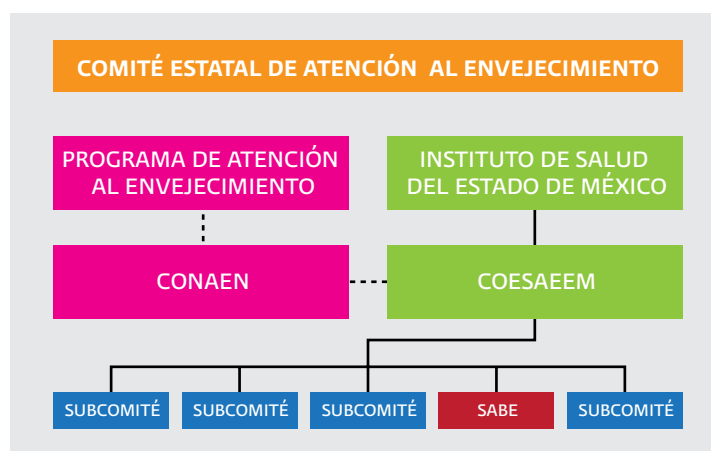 COMITÉ ESTATAL DE ATENCIÓN AL ENVEJECIMIENTO
PROGRAMA DE ATENCIÓN
AL ENVEJECIMIENTO
INSTITUTO DE SALUD
DEL ESTADO DE MÉXICO
CONAEN
COESAEEM
SUBCOMITÉ
SUBCOMITÉ
SUBCOMITÉ
SABE
SUBCOMITÉ